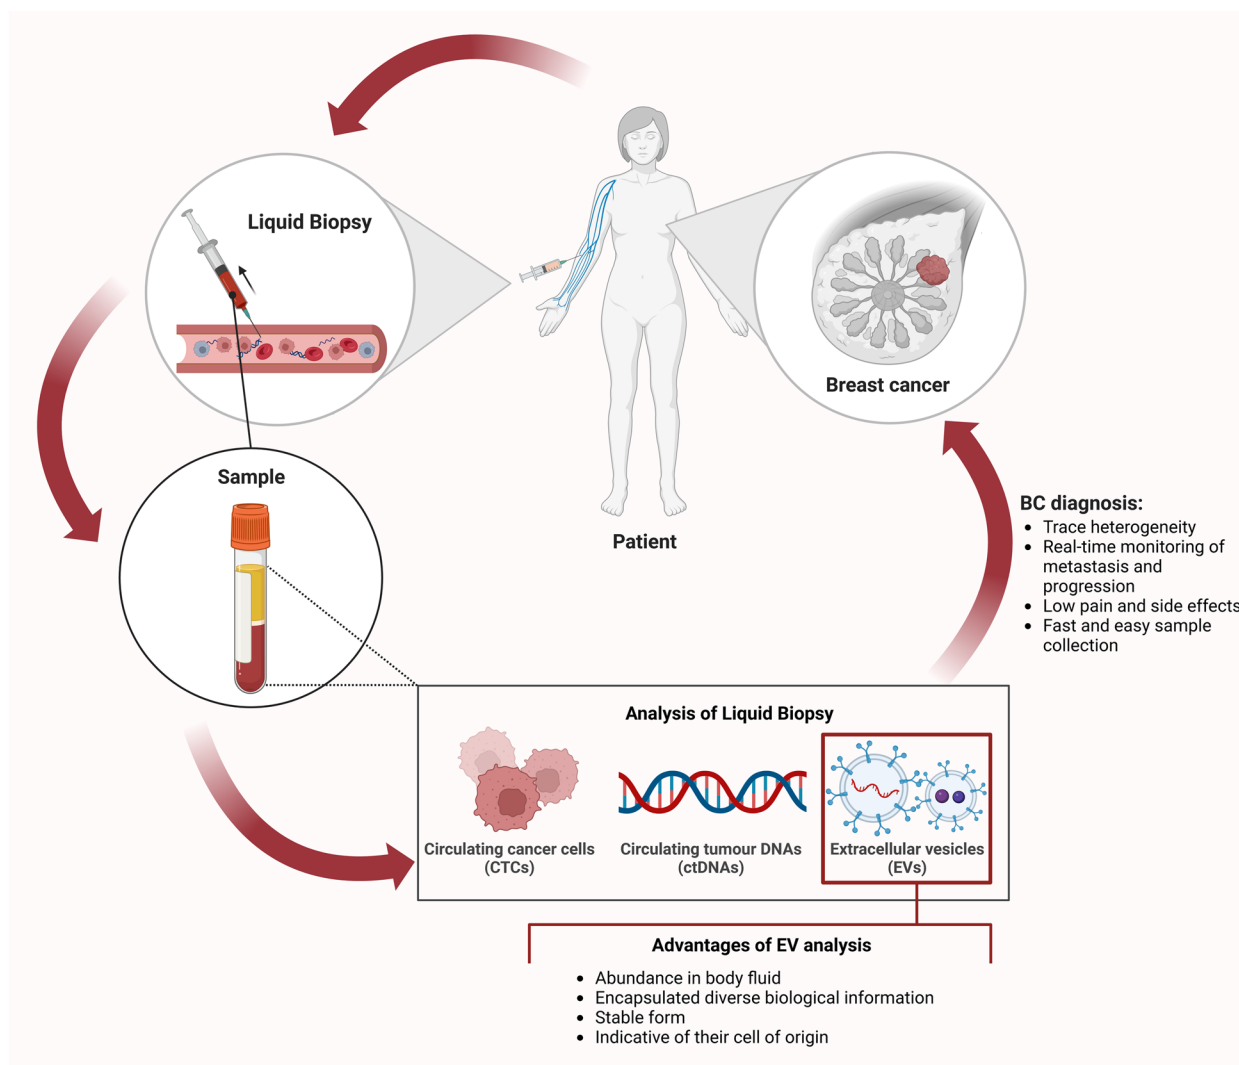 Liquid Biopsy
Breast cancer
Sample
Patient
BC diagnosis:
• Trace heterogeneity
• Real-time monitoring of
metastasis and
progression
• Low pain and side effects
• Fast and easy sample
collection
Analysis of Liquid Biopsy
Circulating cancer cells
(CTCs)
Circulating tumour DNAs
(ctDNAs)
Extracellular vesicles
(EVs)
Advantages of EV analysis
• Abundance in body fluid
• Encapsulated diverse biological information
• Stable form
• Indicative of their cell of origin